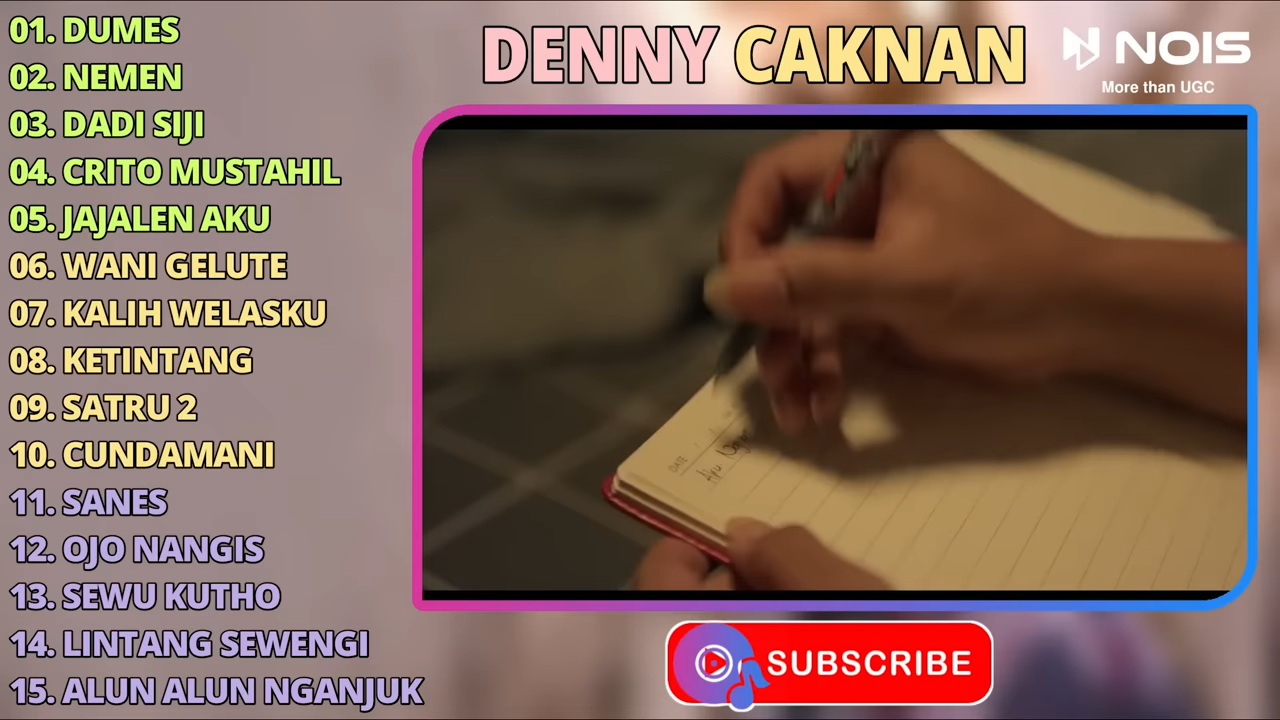 01. DUMES
02. NEMEN
03. DADI SIJI
04. CRITO MUSTAHIL
05. JAJALEN AKU
06. WANI GELUTE
07. KALIH WELASKU
08. KETINTANG
09. SATRU 2
10. CUNDAMANI
11. SANES
12. OJO NANGIS
13. SEWU KUTHO
14. LINTANG SEWENGI
15. ALUN ALUN NGANJUK
DENNY CAKNAN
NOIS
More than UGC
DATE
SUBSCRIBE